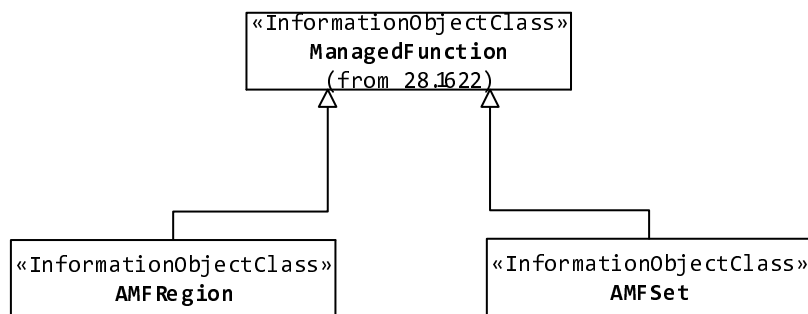 «InformationObjectClass»
ManagedFunction
(from 28.622)
«InformationObjectClass»
AMFRegion
«InformationObjectClass»
AMFSet